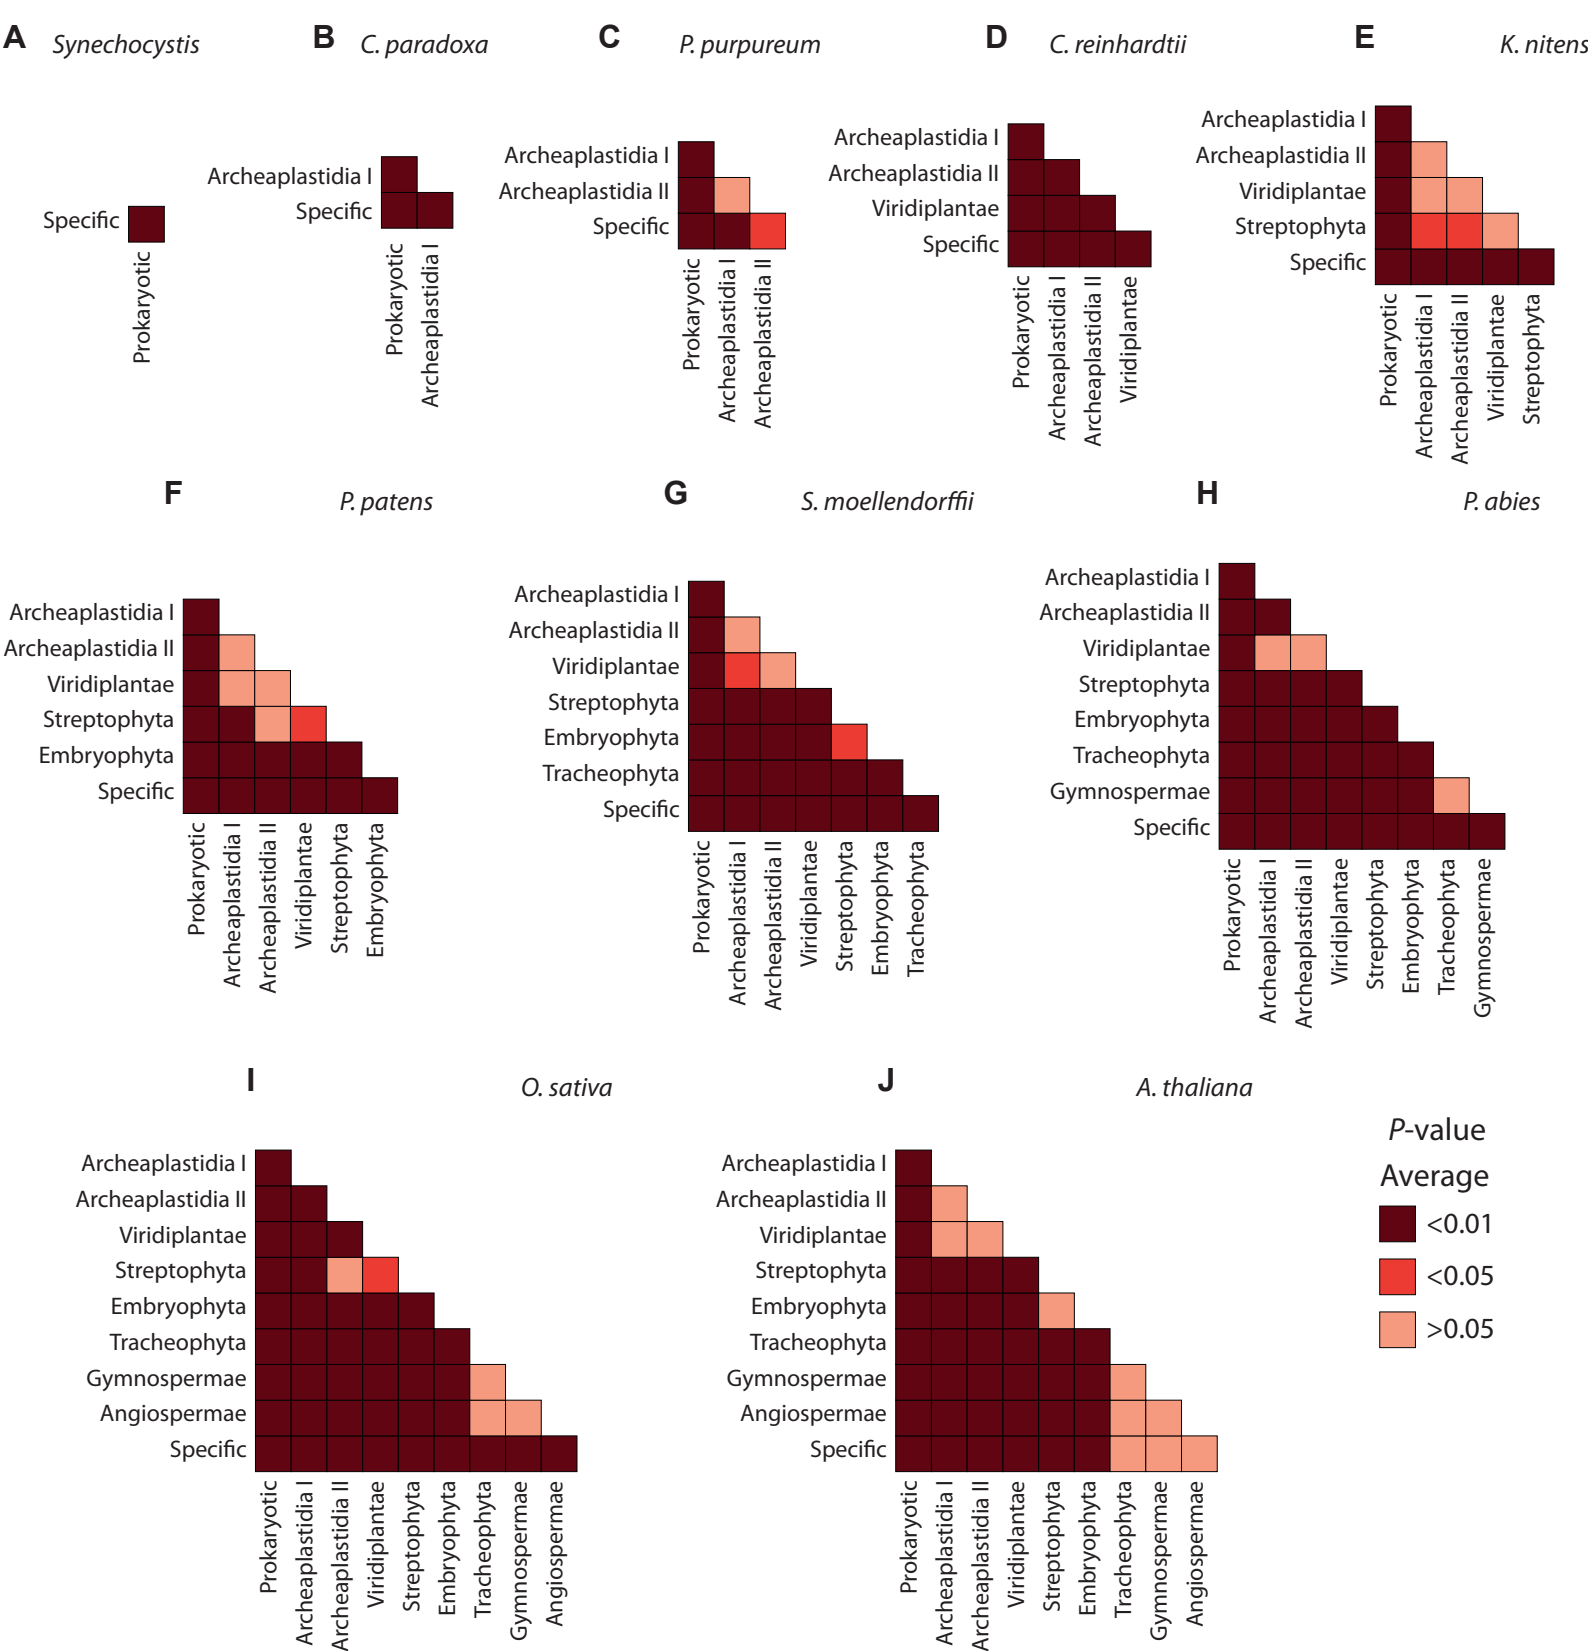 A Synechocystis
Specific
Prokaryotic
B C. paradoxa
Archeaplastidia I
Specific
Prokaryotic
Archeaplastdia I
C P. purpureum
Archeaplastidia I
Archeaplastidia II
Specific
Prokaryotic
Archeaplastidia I
Archeaplastidia II
D C. reinhardtii
Archeaplastidia I
Archeaplastidia II
Viridiplantae
Specific
Prokaryotic
Archeaplastidia I
Archeaplastidia II
Viridiplantae
E K. nitens
Archeaplastidia I
Archeaplastidia II
Viridiplantae
Streptophyta
Specific
Prokaryotic
Archeaplastidia I
Archeaplastidia II
Viridiplantae
Streptophyta
F P. patens
Archeaplastidia I
Archeaplastidia II
Viridiplantae
Streptophyta
Embryophyta
Specific
Prokaryotic
Archeaplastidia I
Archeaplastidia II
Viridiplantae
Streptophyta
Embryophyta
G S. moellendorffii
Archeaplastidia I
Archeaplastidia II
Viridiplantae
Streptophyta
Embryophyta
Tracheophyta
Specific
Prokaryotic
Archeaplastidia I
Archeaplastidia II
Viridiplantae
Streptophyta
Embryophyta
Tracheophyta
H P. abies
Archeaplastidia I
Archeaplastidia II
Viridiplantae
Streptophyta
Embryophyta
Tracheophyta
Gymnospermae
Specific
Prokaryotic
Archeaplastidia I
Archeaplastidia II
Viridiplantae
Streptophyta
Embryophyta
Tracheophyta
Gymnospermae
I O. sativa
Archeaplastidia I
Archeaplastidia II
Viridiplantae
Streptophyta
Embryophyta
Tracheophyta
Gymnospermae
Angiospermae
Specific
Prokaryotic
Archeaplastidia I
Archeaplastidia II
Viridiplantae
Streptophyta
Embryophyta
Tracheophyta
Gymnospermae
Angiospermae
J A. thaliana
Archeaplastidia I
Archeaplastidia II
Viridiplantae
Streptophyta
Embryophyta
Tracheophyta
Gymnospermae
Angiospermae
Specific
Prokaryotic
Archeaplastidia I
Archeaplastidia II
Viridiplantae
Streptophyta
Embryophyta
Tracheophyta
Gymnospermae
Angiospermae
P-value
Average
<0.01
<0.05
>0.05